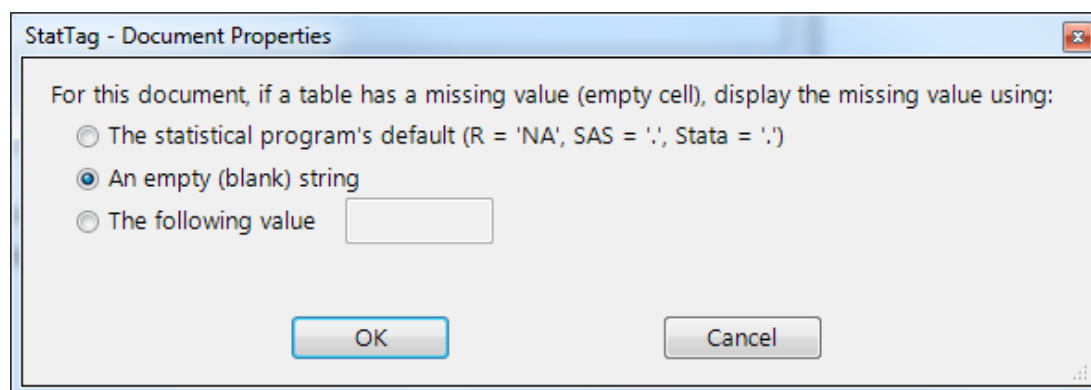 StatTag - Document Properties
For this document, if a table has a missing value (empty cell), display the missing value using:
The statistical program's default (R = 'NA', SAS = '.', Stata = '.')
An empty (blank) string
The following value
OK Cancel